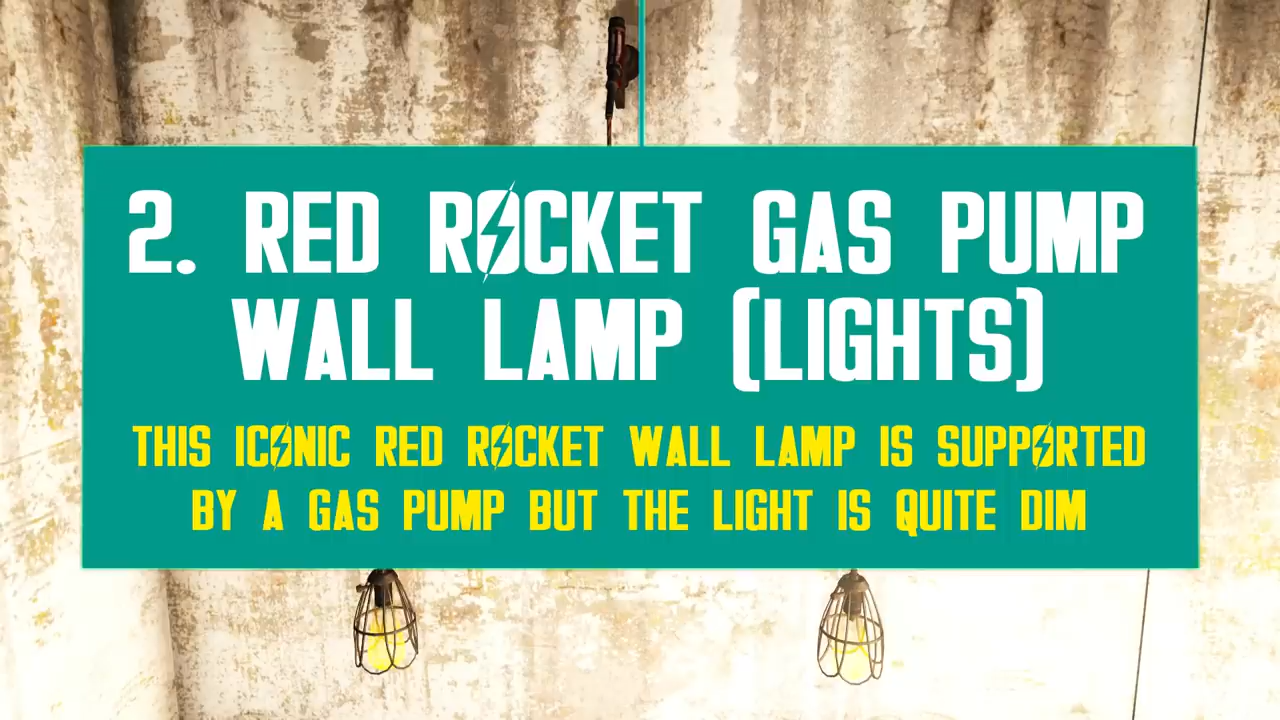 2. RED ROCKET GAS PUMP
WALL LAMP (LIGHTS)
THIS ICONIC RED ROCKET WALL LAMP IS SUPPORTED
BY A GAS PUMP BUT THE LIGHT IS QUITE DIM